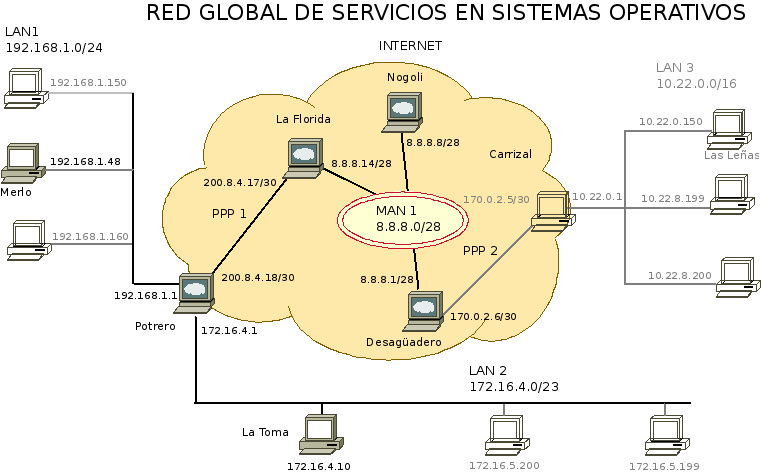 RED GLOBAL DE SERVICIOS EN SISTEMAS OPERATIVOS
LAN1
192.168.1.0/24
INTERNET
LAN 3
10.22.0.0/16
192.168.1.150
Nogoli
La Florida
10.22.0.150
8.8.8.8/28
Carrizal
Las Leñas
192.168.1.48
8.8.8.14/28
Merlo
200.8.4.17/30
170.0.2.5/30
10.22.0.1
10.22.8.199
PPP 1
MAN 1
8.8.8.0/28
192.168.1.160
PPP 2
200.8.4.18/30
8.8.8.1/28
10.22.8.200
192.168.1.1
Potrero
172.16.4.1
170.0.2.6/30
Desagüadero
LAN 2
172.16.4.0/23
La Toma
172.16.4.10
172.16.5.200
172.16.5.199